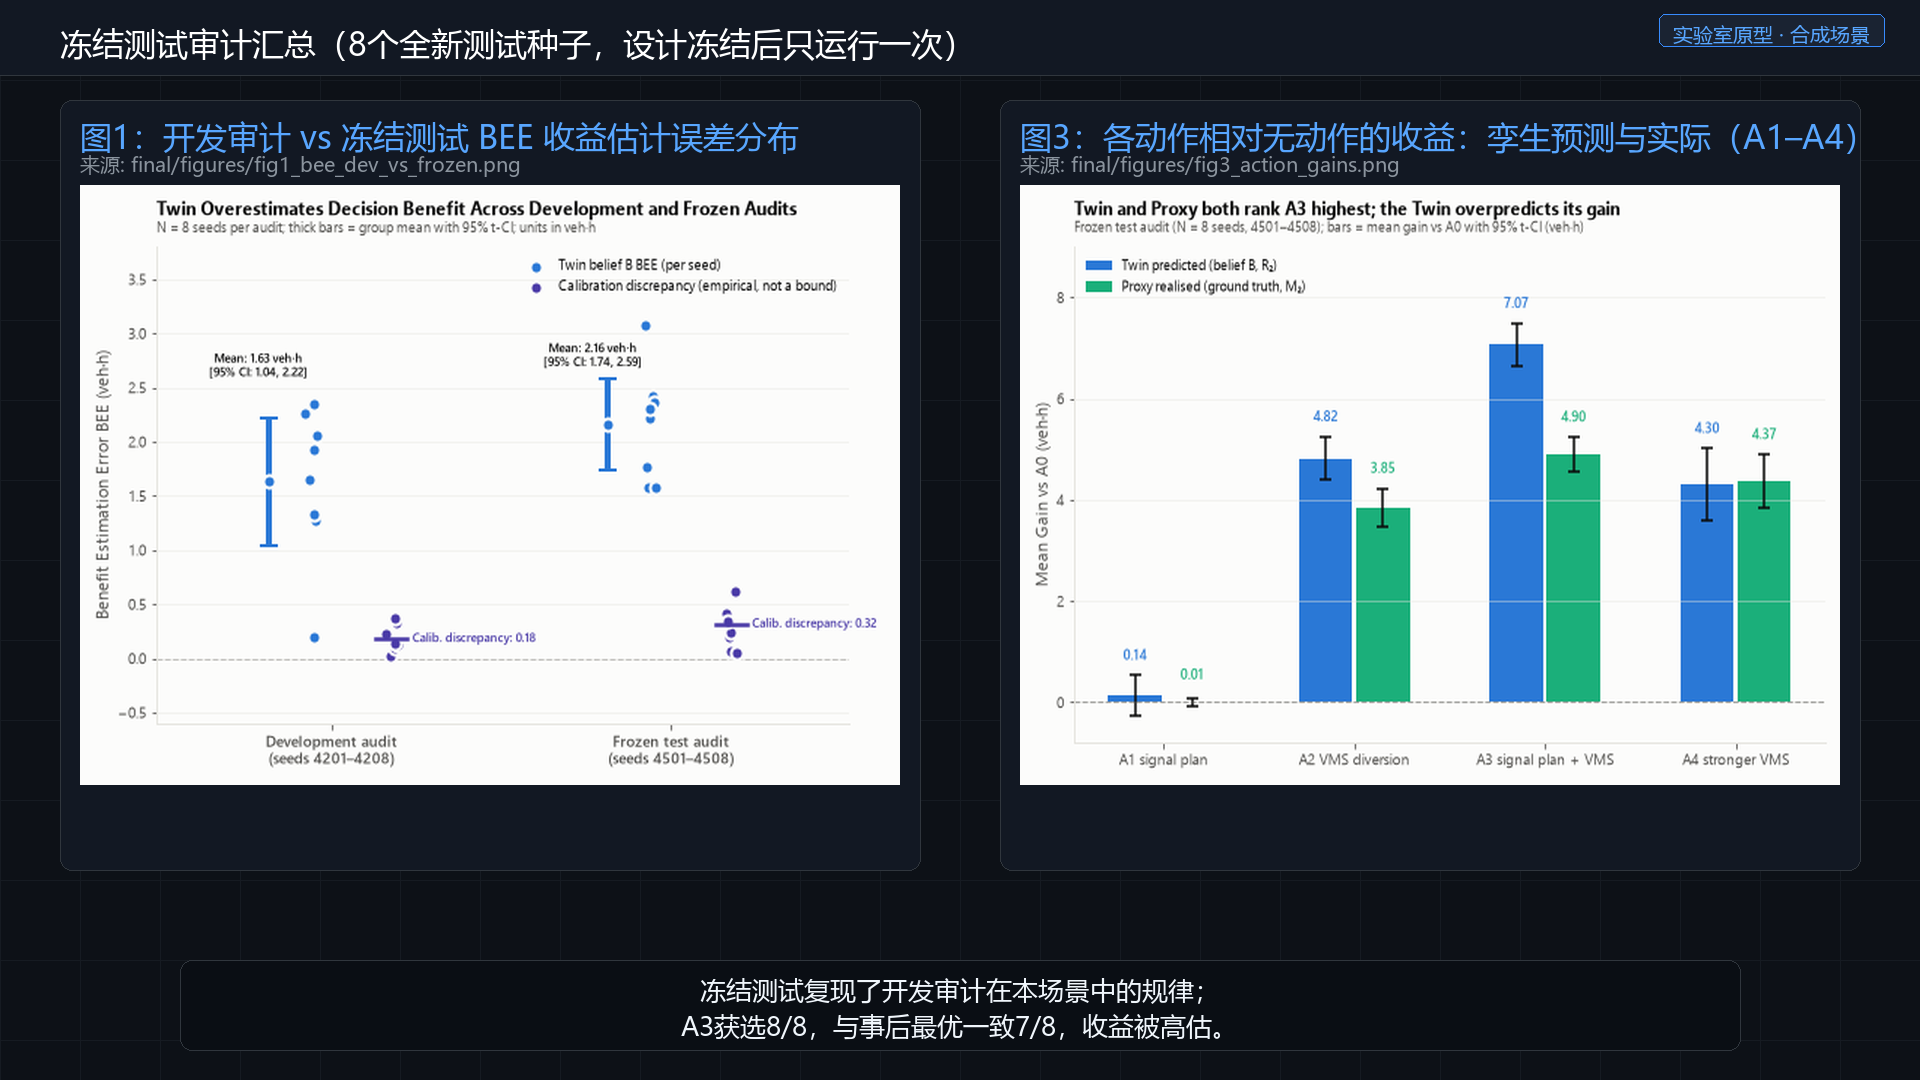 冻结测试审计汇总（8个全新测试种子，设计冻结后只运行一次）
实验室原型 · 合成场景
图1：开发审计 vs 冻结测试 BEE 收益估计误差分布
来源: final/figures/fig1_bee_dev_vs_frozen.png
Twin Overestimates Decision Benefit Across Development and Frozen Audits
N = 8 seeds per audit; thick bars = group mean with 95% t-CI; units in veh·h
Twin belief B BEE (per seed)
Calibration discrepancy (empirical, not a bound)
Benefit Estimation Error BEE (veh·h)
3.5
3.0
2.5
2.0
1.5
1.0
0.5
0.0
−0.5
Mean: 1.63 veh·h
[95% CI: 1.04, 2.22]
Mean: 2.16 veh·h
[95% CI: 1.74, 2.59]
Calib. discrepancy: 0.18
Calib. discrepancy: 0.32
Development audit
(seeds 4201–4208)
Frozen test audit
(seeds 4501–4508)
图3：各动作相对无动作的收益：孪生预测与实际（A1–A4）
来源: final/figures/fig3_action_gains.png
Twin and Proxy both rank A3 highest; the Twin overpredicts its gain
Frozen test audit (N = 8 seeds, 4501–4508); bars = mean gain vs A0 with 95% t-CI (veh·h)
Twin predicted (belief B, R₂)
Proxy realised (ground truth, M₂)
Mean Gain vs A0 (veh·h)
8
6
4
2
0
0.14
0.01
4.82
3.85
7.07
4.90
4.30
4.37
A1 signal plan
A2 VMS diversion
A3 signal plan + VMS
A4 stronger VMS
冻结测试复现了开发审计在本场景中的规律；
A3获选8/8，与事后最优一致7/8，收益被高估。